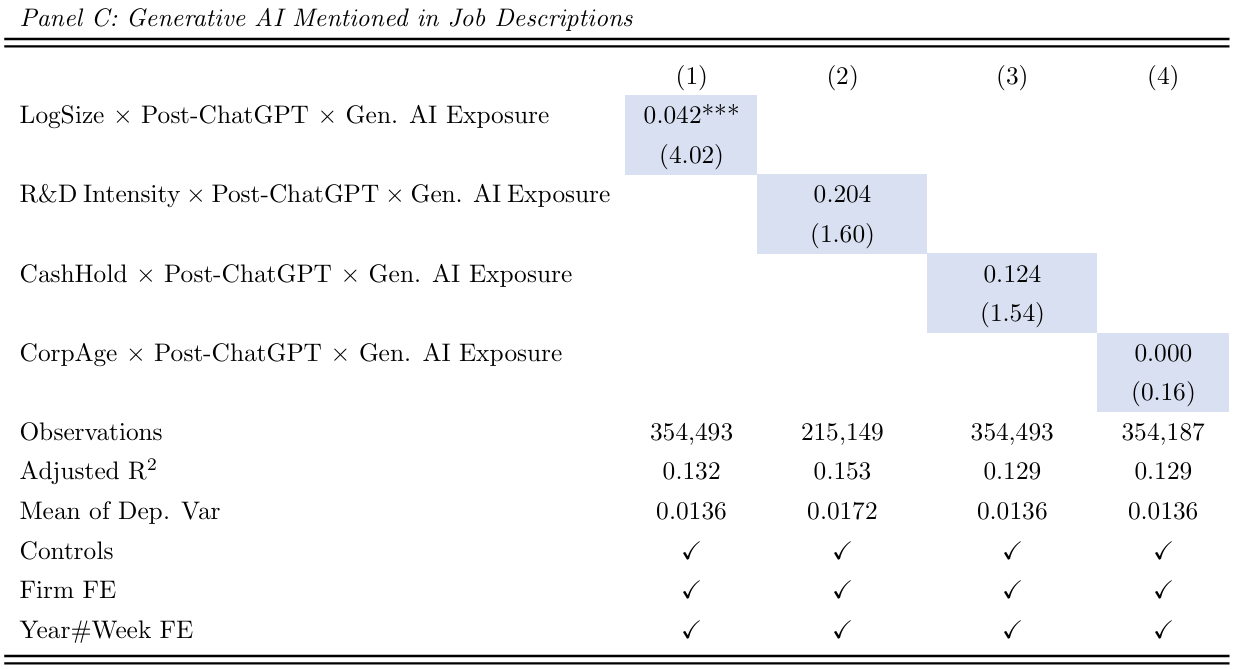 Panel C: Generative AI Mentioned in Job Descriptions
(1) (2) (3) (4)
LogSize × Post-ChatGPT × Gen. AI Exposure 0.042***
(4.02)
R&D Intensity × Post-ChatGPT × Gen. AI Exposure 0.204
(1.60)
CashHold × Post-ChatGPT × Gen. AI Exposure 0.124
(1.54)
CorpAge × Post-ChatGPT × Gen. AI Exposure 0.000
(0.16)
Observations 354,493 215,149 354,493 354,187
Adjusted R² 0.132 0.153 0.129 0.129
Mean of Dep. Var 0.0136 0.0172 0.0136 0.0136
Controls ✓ ✓ ✓ ✓
Firm FE ✓ ✓ ✓ ✓
Year#Week FE ✓ ✓ ✓ ✓